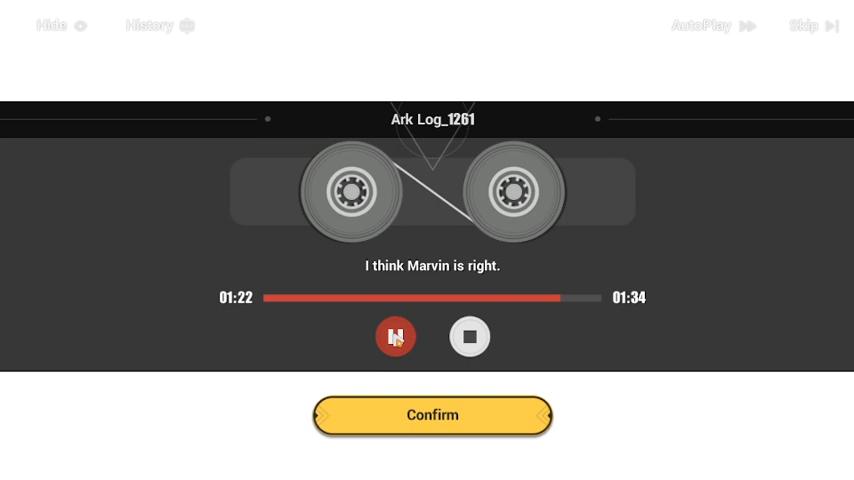 Hide
History
AutoPlay
Skip
Ark Log_1261
I think Marvin is right.
01:22
01:34
Confirm